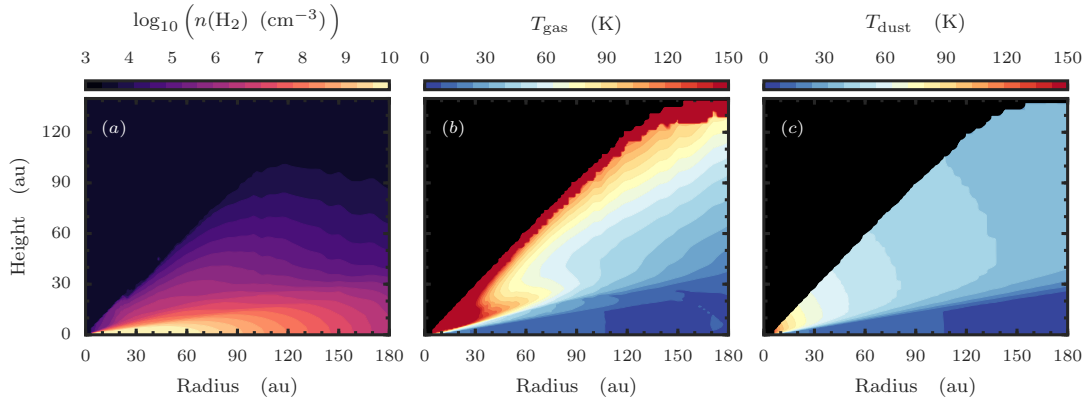 log₁₀ (n(H₂) (cm⁻³)) T_gas (K) T_dust (K)
3 4 5 6 7 8 9 10 0 30 60 90 120 150 0 30 60 90 120 150
(a) (b) (c)
120
90
60
30
0
Height (au)
0 30 60 90 120 150 180 0 30 60 90 120 150 180 0 30 60 90 120 150 180
Radius (au) Radius (au) Radius (au)